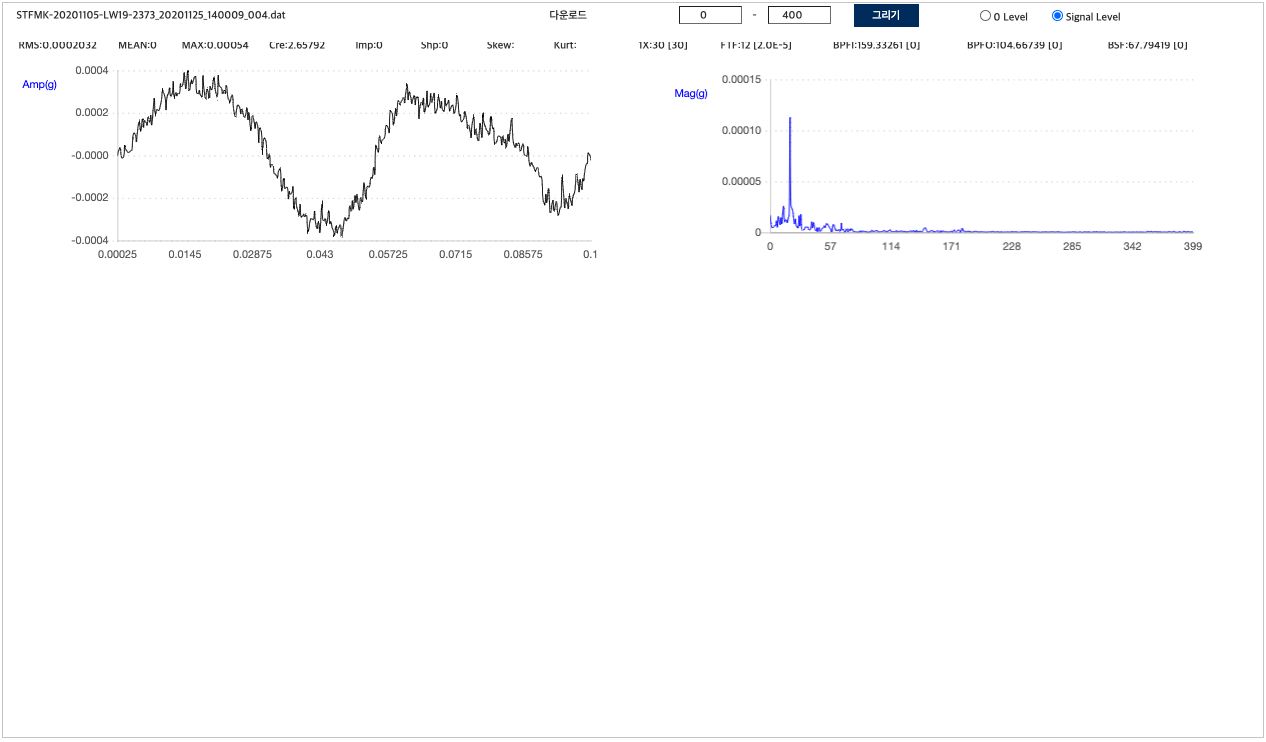 STFMK-20201105-LW19-2373_20201125_140009_004.dat 다운로드 0 - 400 그리기 0 Level Signal Level
RMS:0.0002032 MEAN:0 MAX:0.00054 Cre:2.65792 Imp:0 Shp:0 Skew: Kurt: 1X:30 [30] FTF:12 [2.0E-5] BPFI:159.33261 [0] BPFO:104.66739 [0] BSF:67.79419 [0]
Amp(g)
0.0004
0.0002
-0.0000
-0.0002
-0.0004
0.00025 0.0145 0.02875 0.043 0.05725 0.0715 0.08575 0.1
Mag(g)
0.00015
0.00010
0.00005
0
0 57 114 171 228 285 342 399